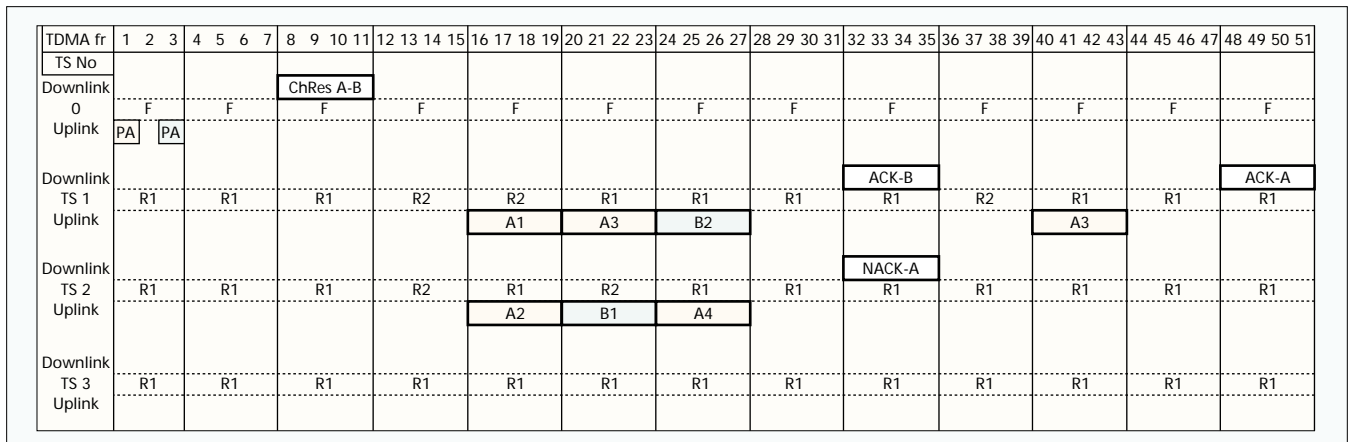 TDMA fr 1 2 3 4 5 6 7 8 9 10 11 12 13 14 15 16 17 18 19 20 21 22 23 24 25 26 27 28 29 30 31 32 33 34 35 36 37 38 39 40 41 42 43 44 45 46 47 48 49 50 51
TS No
Downlink ChRes A-B
0 F F F F F F F F F F F F F
Uplink PA PA
Downlink ACK-B ACK-A
TS 1 R1 R1 R1 R2 R2 R1 R1 R1 R1 R2 R1 R1 R1
Uplink A1 A3 B2 A3
Downlink NACK-A
TS 2 R1 R1 R1 R2 R1 R2 R1 R1 R1 R1 R1 R1 R1
Uplink A2 B1 A4
Downlink
TS 3 R1 R1 R1 R1 R1 R1 R1 R1 R1 R1 R1 R1 R1
Uplink